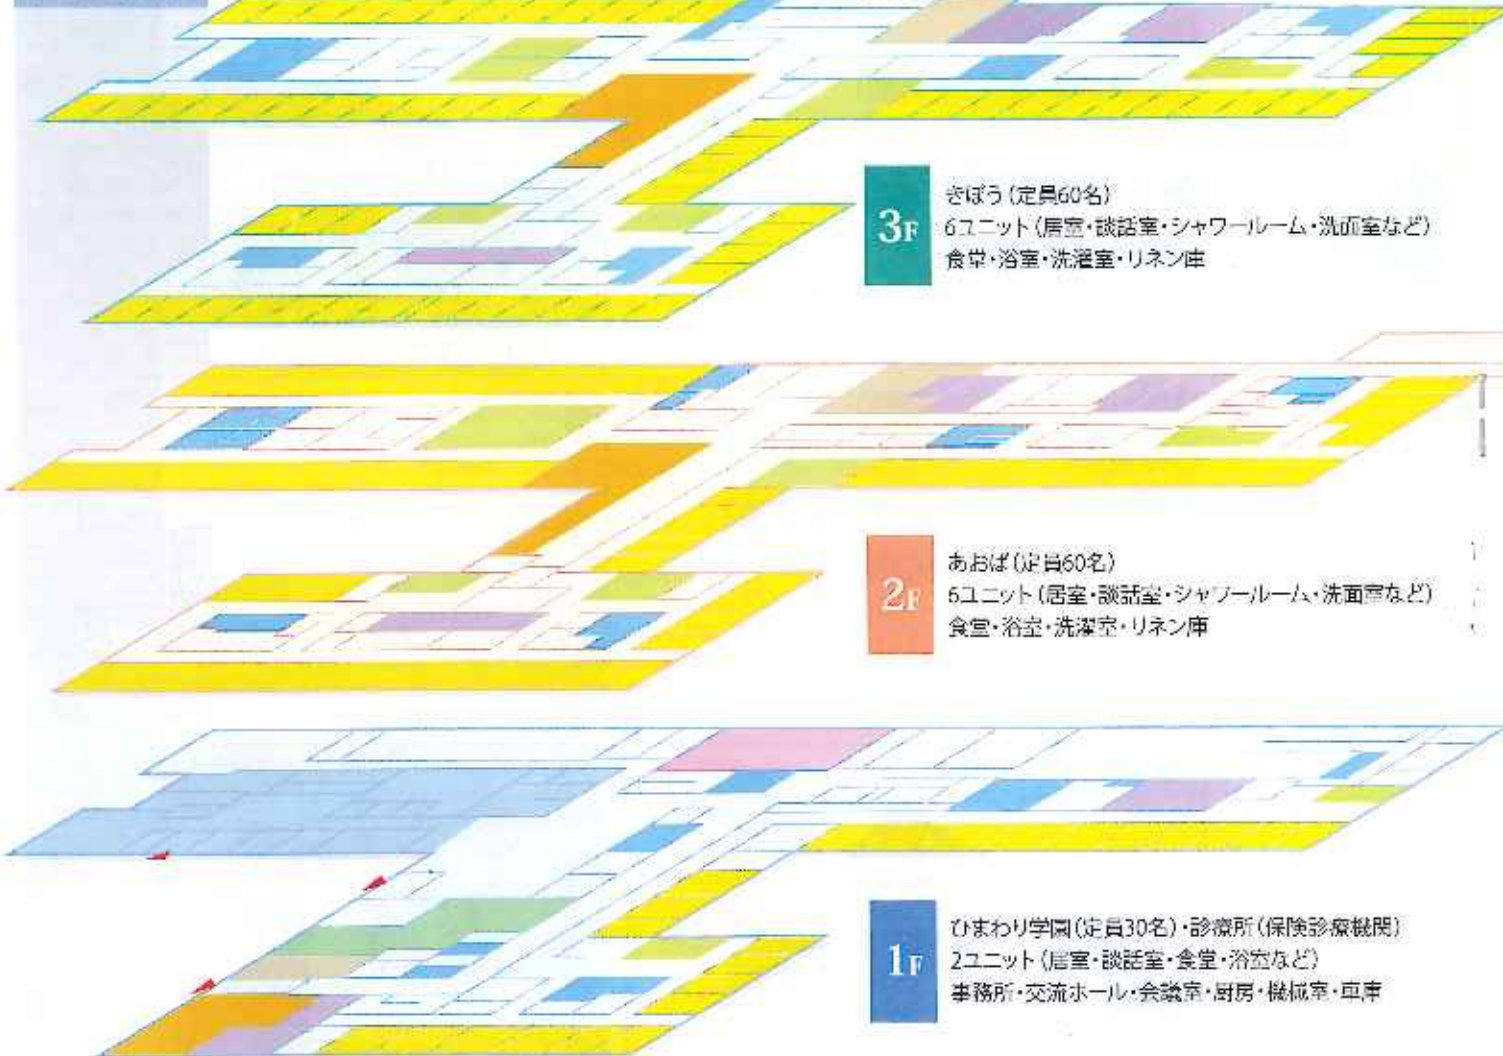 3F
きぼう(定員60名)
6ユニット(居室・談話室・シャワールーム・洗面室など)
食堂・浴室・洗濯室・リネン庫
2F
あおば(定員60名)
6ユニット(居室・談話室・シャワールーム・洗面室など)
食堂・浴室・洗濯室・リネン庫
1F
ひまわり学園(定員30名)・診療所(保険診療機関)
2ユニット(居室・談話室・食堂・浴室など)
事務所・交流ホール・会議室・厨房・機械室・車庫